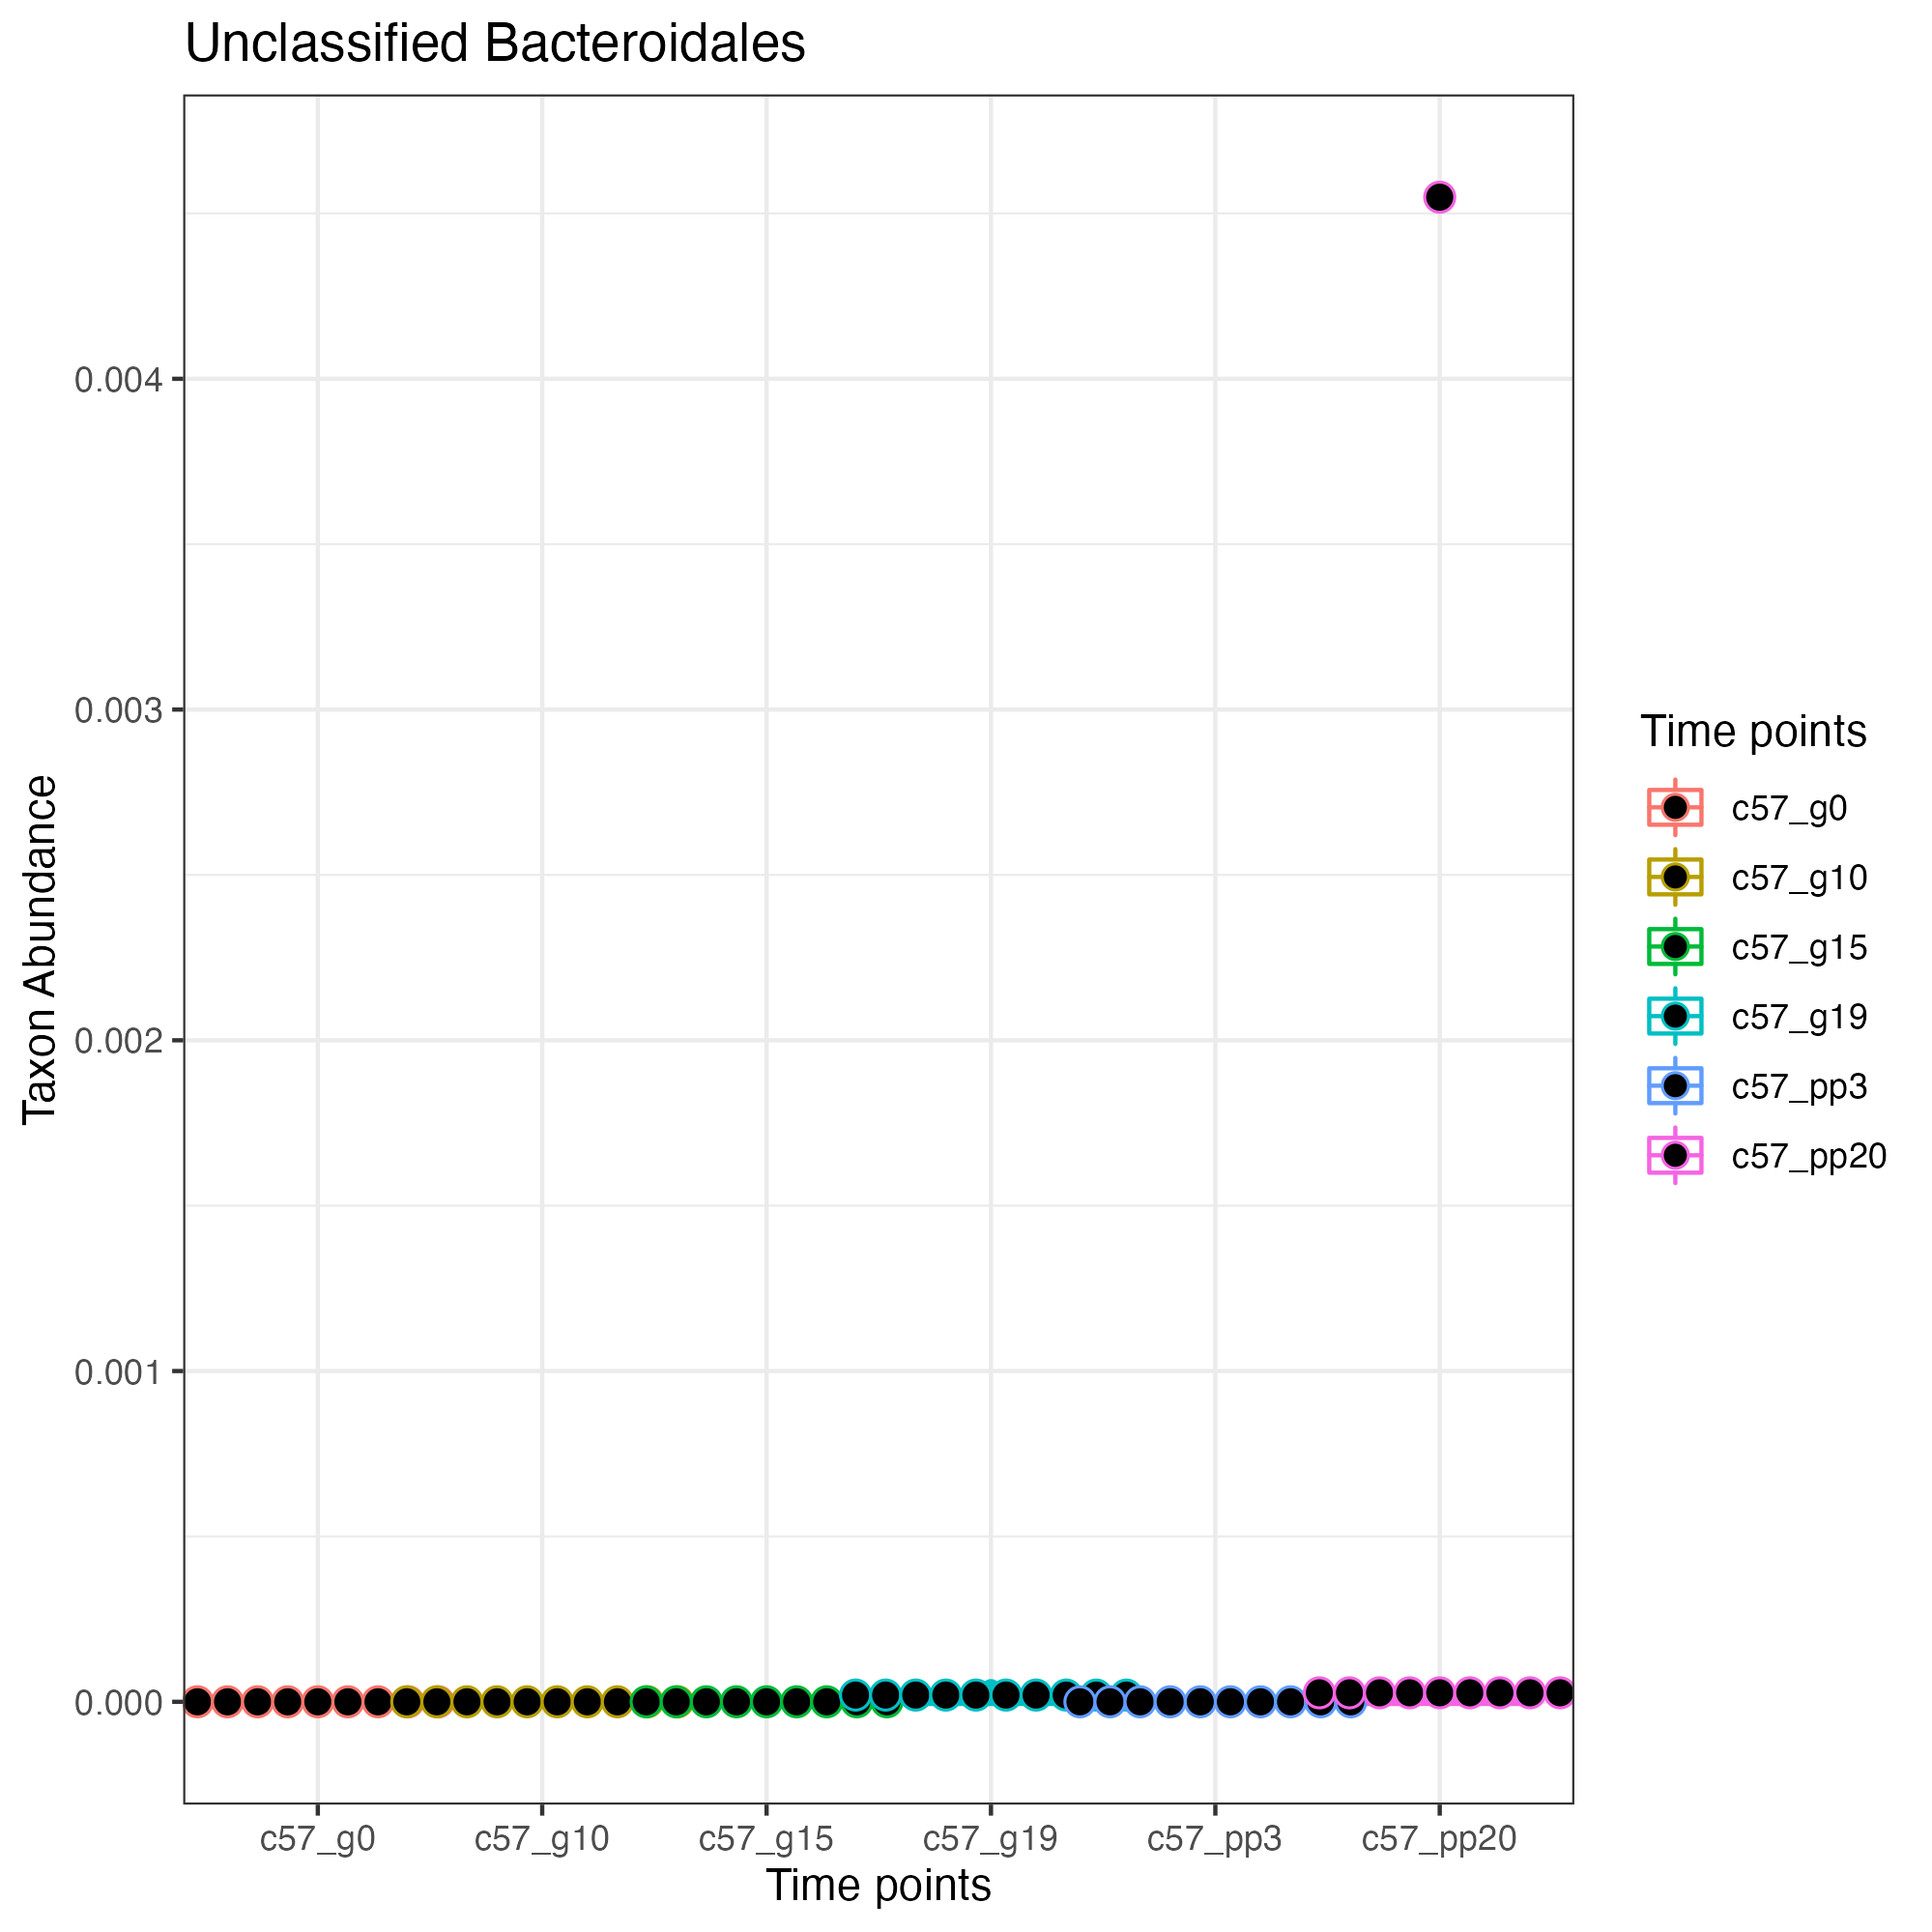 Unclassified Bacteroidales
Taxon Abundance
0.004
0.003
0.002
0.001
0.000
c57_g0
c57_g10
c57_g15
c57_g19
c57_pp3
c57_pp20
Time points
Time points
c57_g0
c57_g10
c57_g15
c57_g19
c57_pp3
c57_pp20